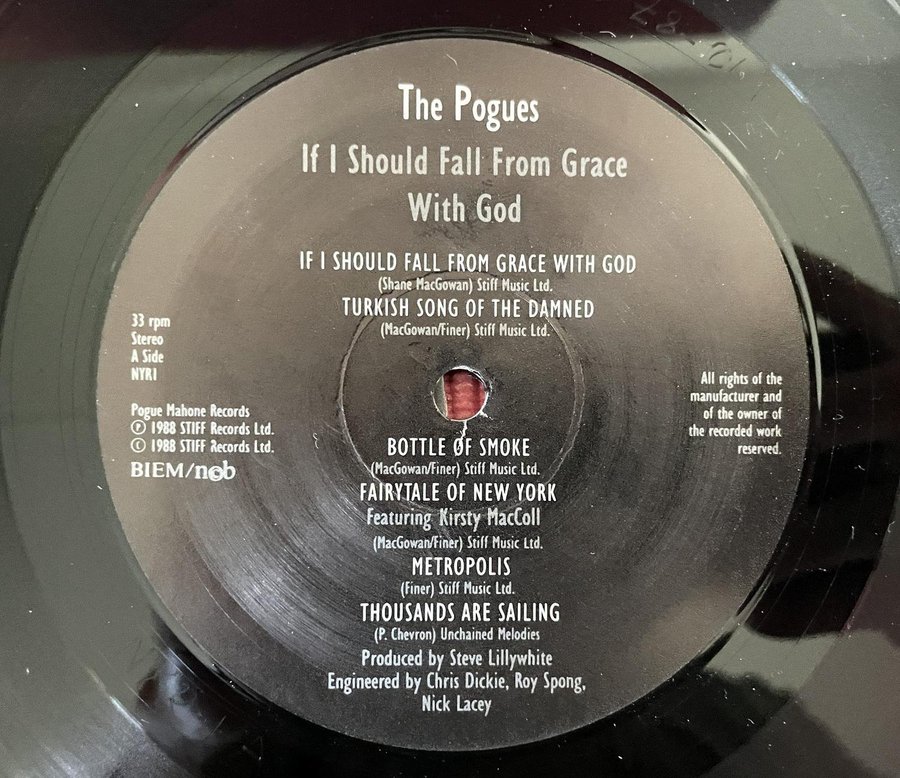 The Pogues
If I Should Fall From Grace
With God
IF I SHOULD FALL FROM GRACE WITH GOD
(Shane MacGowan) Stiff Music Ltd.
TURKISH SONG OF THE DAMNED
(MacGowan/Finer) Stiff Music Ltd.
33 rpm
Stereo
A Side
NYR1
Pogue Mahone Records
Ⓟ 1988 STIFF Records Ltd.
© 1988 STIFF Records Ltd.
BIEM/ncb
All rights of the
manufacturer and
of the owner of
the recorded work
reserved.
BOTTLE OF SMOKE
(MacGowan/Finer) Stiff Music Ltd.
FAIRYTALE OF NEW YORK
Featuring Kirsty MacColl
(MacGowan/Finer) Stiff Music Ltd.
METROPOLIS
(Finer) Stiff Music Ltd.
THOUSANDS ARE SAILING
(P. Chevron) Unchained Melodies
Produced by Steve Lillywhite
Engineered by Chris Dickie, Roy Spong,
Nick Lacey